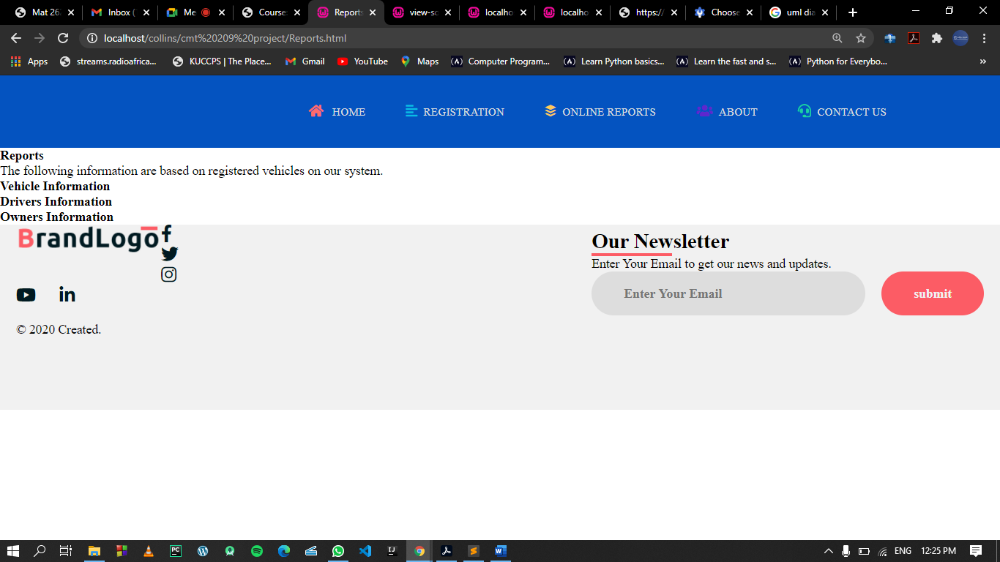 Mat 26 Inbox ( Me Course Reports view-sc localho localho https:// Choose uml dia
localhost/collins/cmt%20209%20project/Reports.html
Apps streams.radioafrica... KUCCPS | The Place... Gmail YouTube Maps Computer Program... Learn Python basics... Learn the fast and s... Python for Everybo... »
HOME REGISTRATION ONLINE REPORTS ABOUT CONTACT US
Reports
The following information are based on registered vehicles on our system.
Vehicle Information
Drivers Information
Owners Information
BrandLogo
Our Newsletter
Enter Your Email to get our news and updates.
Enter Your Email submit
© 2020 Created.
PC IJ ENG 12:25 PM